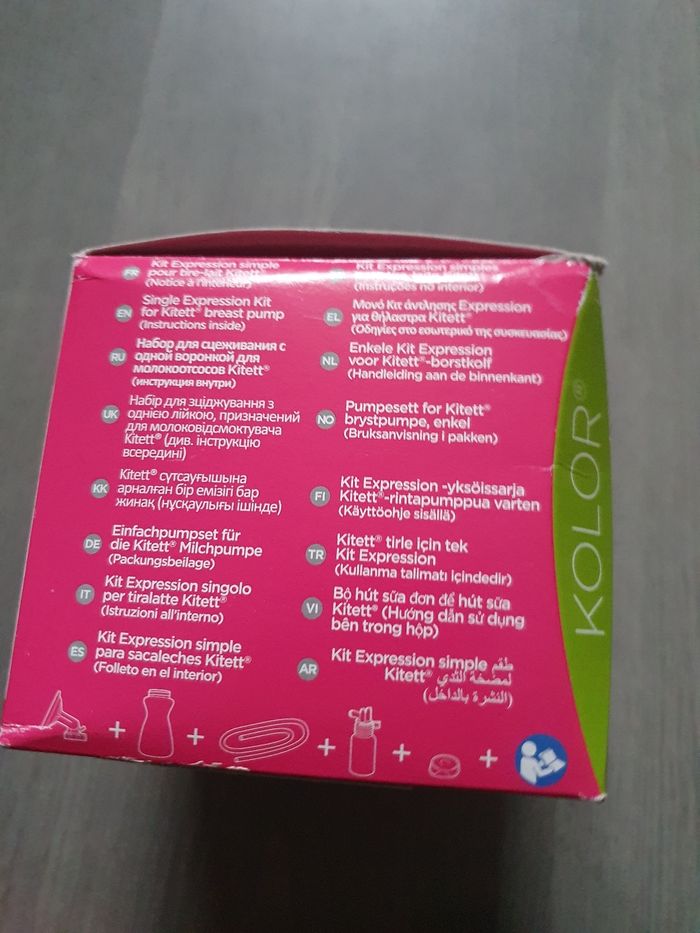 FR
Kit Expression simple
pour tire-lait Kitett®
(Notice à l'intérieur)
EN
Single Expression Kit
for Kitett® breast pump
(Instructions inside)
RU
Набор для сцеживания с
одной воронкой для
молокоотсосов Kitett®
(инструкция внутри)
UK
Набір для зціджування з
однією лійкою, призначений
для молоковідсмоктувача
Kitett® (див. інструкцію
всередині)
KK
Kitett® сүтсауғышына
арналған бір емізігі бар
жинақ (нұсқаулығы ішінде)
DE
Einfachpumpset für
die Kitett® Milchpumpe
(Packungsbeilage)
IT
Kit Expression singolo
per tiralatte Kitett®
(Istruzioni all'interno)
ES
Kit Expression simple
para sacaleches Kitett®
(Folleto en el interior)
Kit Expression simples
(Instruções no interior)
EL
Μονό Κιτ άντλησης Expression
για θήλαστρα Kitett®
(Οδηγίες στο εσωτερικό της συσκευασίας)
NL
Enkele Kit Expression
voor Kitett®-borstkolf
(Handleiding aan de binnenkant)
NO
Pumpesett for Kitett®
brystpumpe, enkel
(Bruksanvisning i pakken)
FI
Kit Expression -yksöissarja
Kitett®-rintapumppua varten
(Käyttöohje sisällä)
TR
Kitett® tirle için tek
Kit Expression
(Kullanma talimatı içindedir)
VI
Bộ hút sữa đơn để hút sữa
Kitett® (Hướng dẫn sử dụng
bên trong hộp)
AR
طقم Kit Expression simple
لمضخة الثدي Kitett®
(النشرة بالداخل)
+ + + + +
KOLOR®